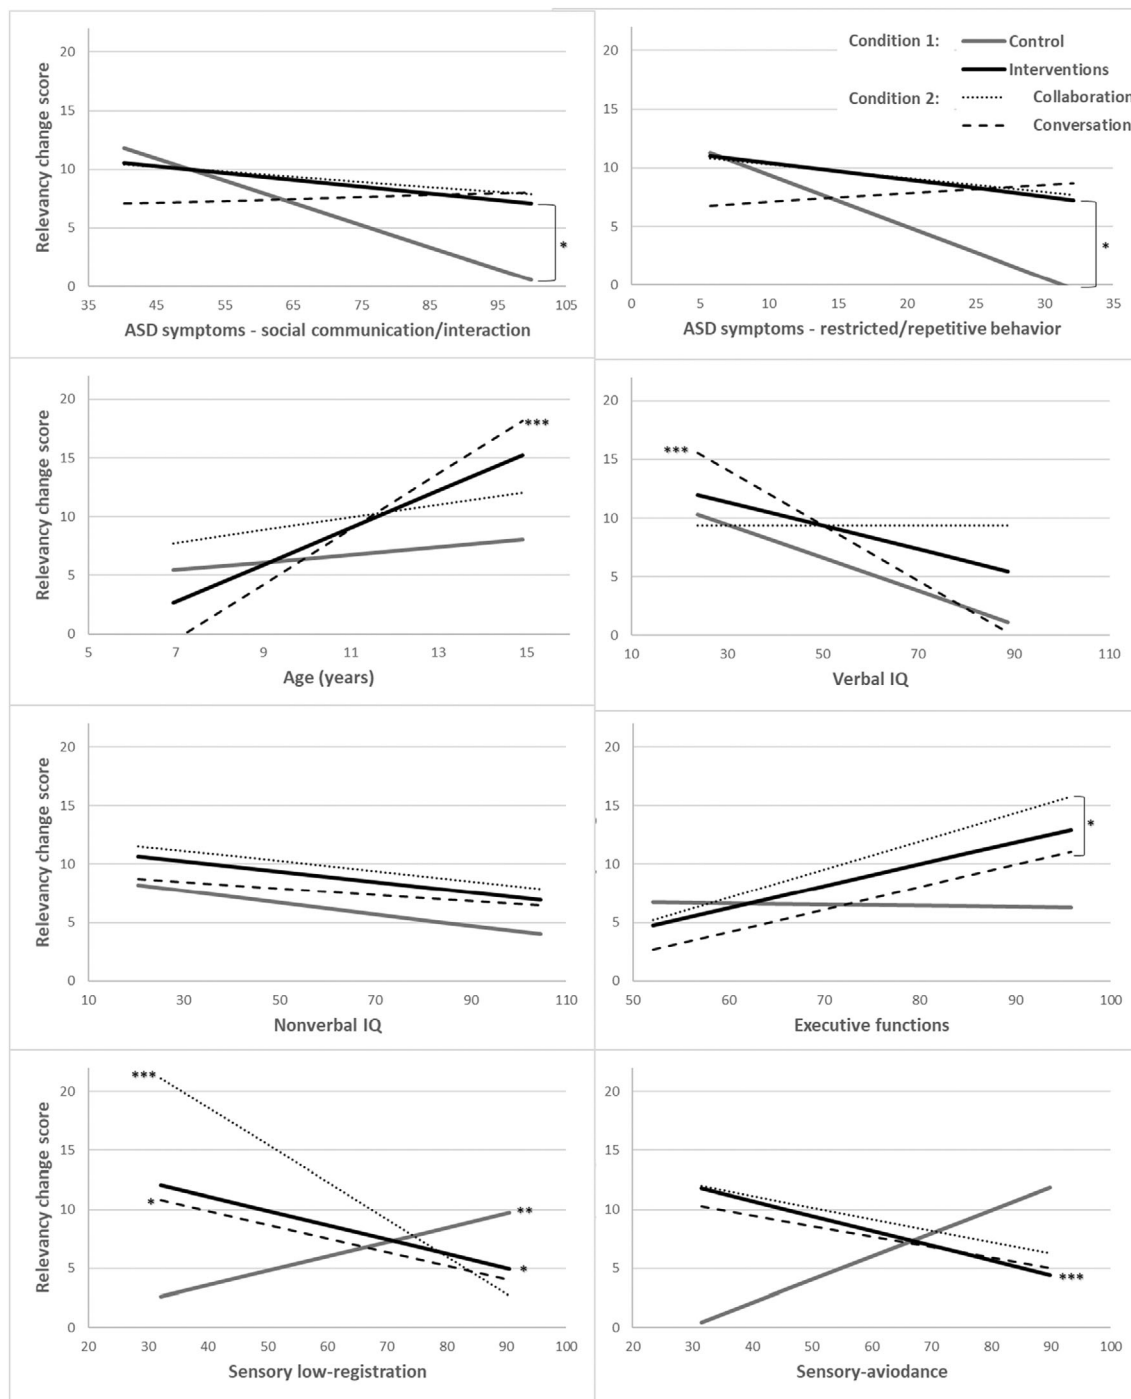 Condition 1: Control
Interventions
Condition 2: Collaboration
Conversation
Relevancy change score
20
15
10
5
0
35 45 55 65 75 85 95 105
ASD symptoms - social communication/interaction
*
20
15
10
5
0
0 5 10 15 20 25 30 35
ASD symptoms - restricted/repetitive behavior
*
Relevancy change score
20
15
10
5
0
5 7 9 11 13 15
Age (years)
***
20
15
10
5
0
10 30 50 70 90 110
Verbal IQ
***
20
15
10
5
0
10 30 50 70 90 110
Nonverbal IQ
20
15
10
5
0
50 60 70 80 90 100
Executive functions
*
Relevancy change score
20
15
10
5
0
20 30 40 50 60 70 80 90 100
Sensory low-registration
***
*
**
*
20
15
10
5
0
20 30 40 50 60 70 80 90 100
Sensory-aviodance
***